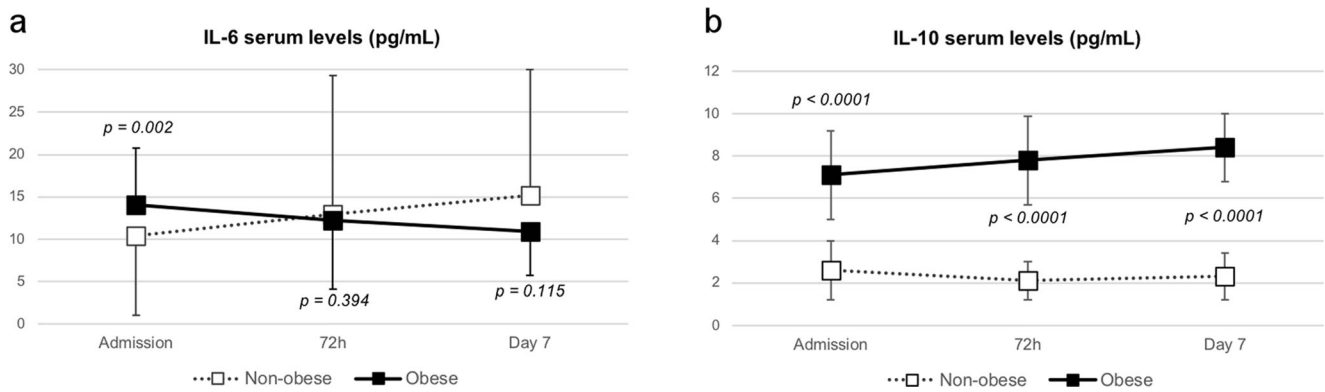 a
IL-6 serum levels (pg/mL)
30
25
20
15
10
5
0
p = 0.002
p = 0.394
p = 0.115
Admission
72h
Day 7
Non-obese
Obese
b
IL-10 serum levels (pg/mL)
12
10
8
6
4
2
0
p < 0.0001
p < 0.0001
p < 0.0001
Admission
72h
Day 7
Non-obese
Obese